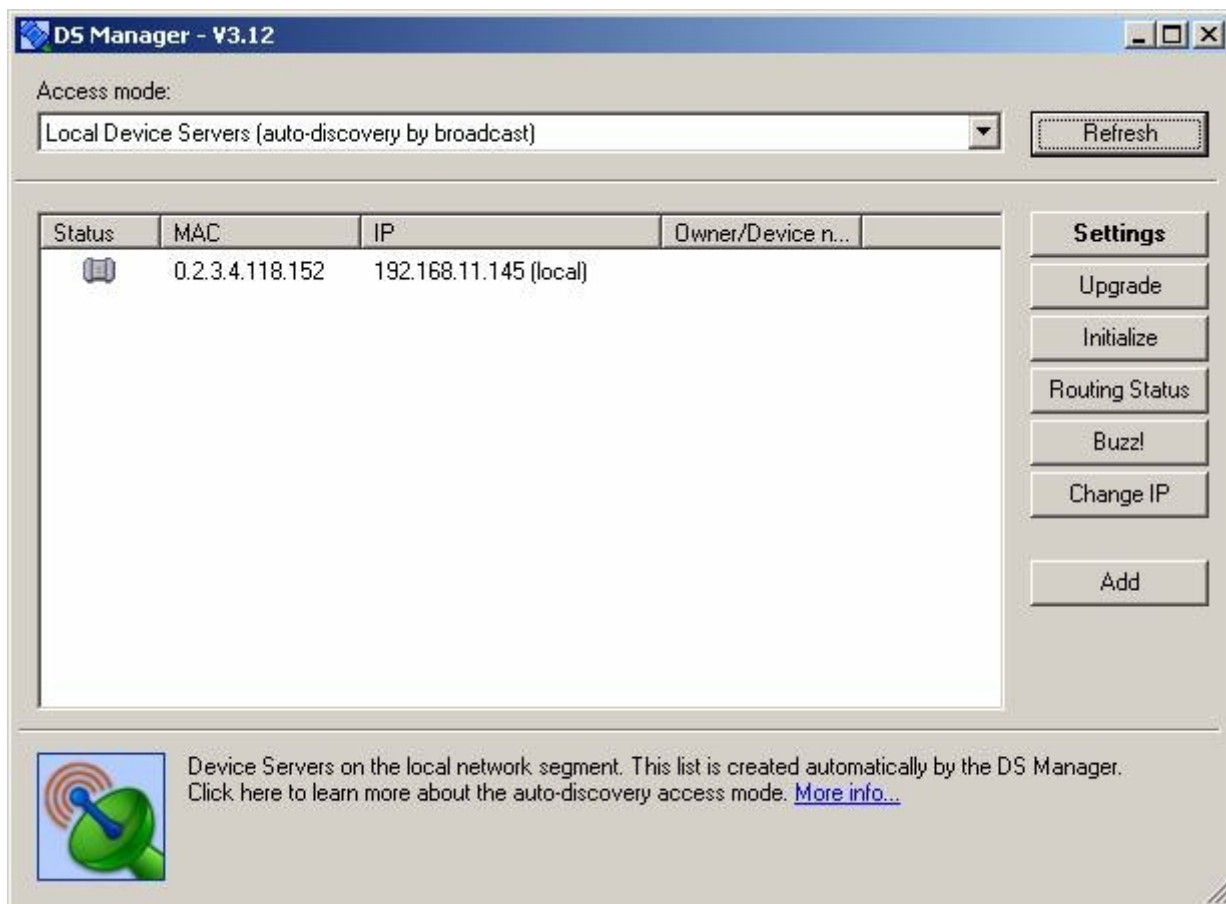 DS Manager - V3.12
Access mode:
Local Device Servers (auto-discovery by broadcast)
Refresh
Status MAC IP Owner/Device n...
0.2.3.4.118.152 192.168.11.145 (local)
Settings
Upgrade
Initialize
Routing Status
Buzz!
Change IP
Add
Device Servers on the local network segment. This list is created automatically by the DS Manager.
Click here to learn more about the auto-discovery access mode. More info...